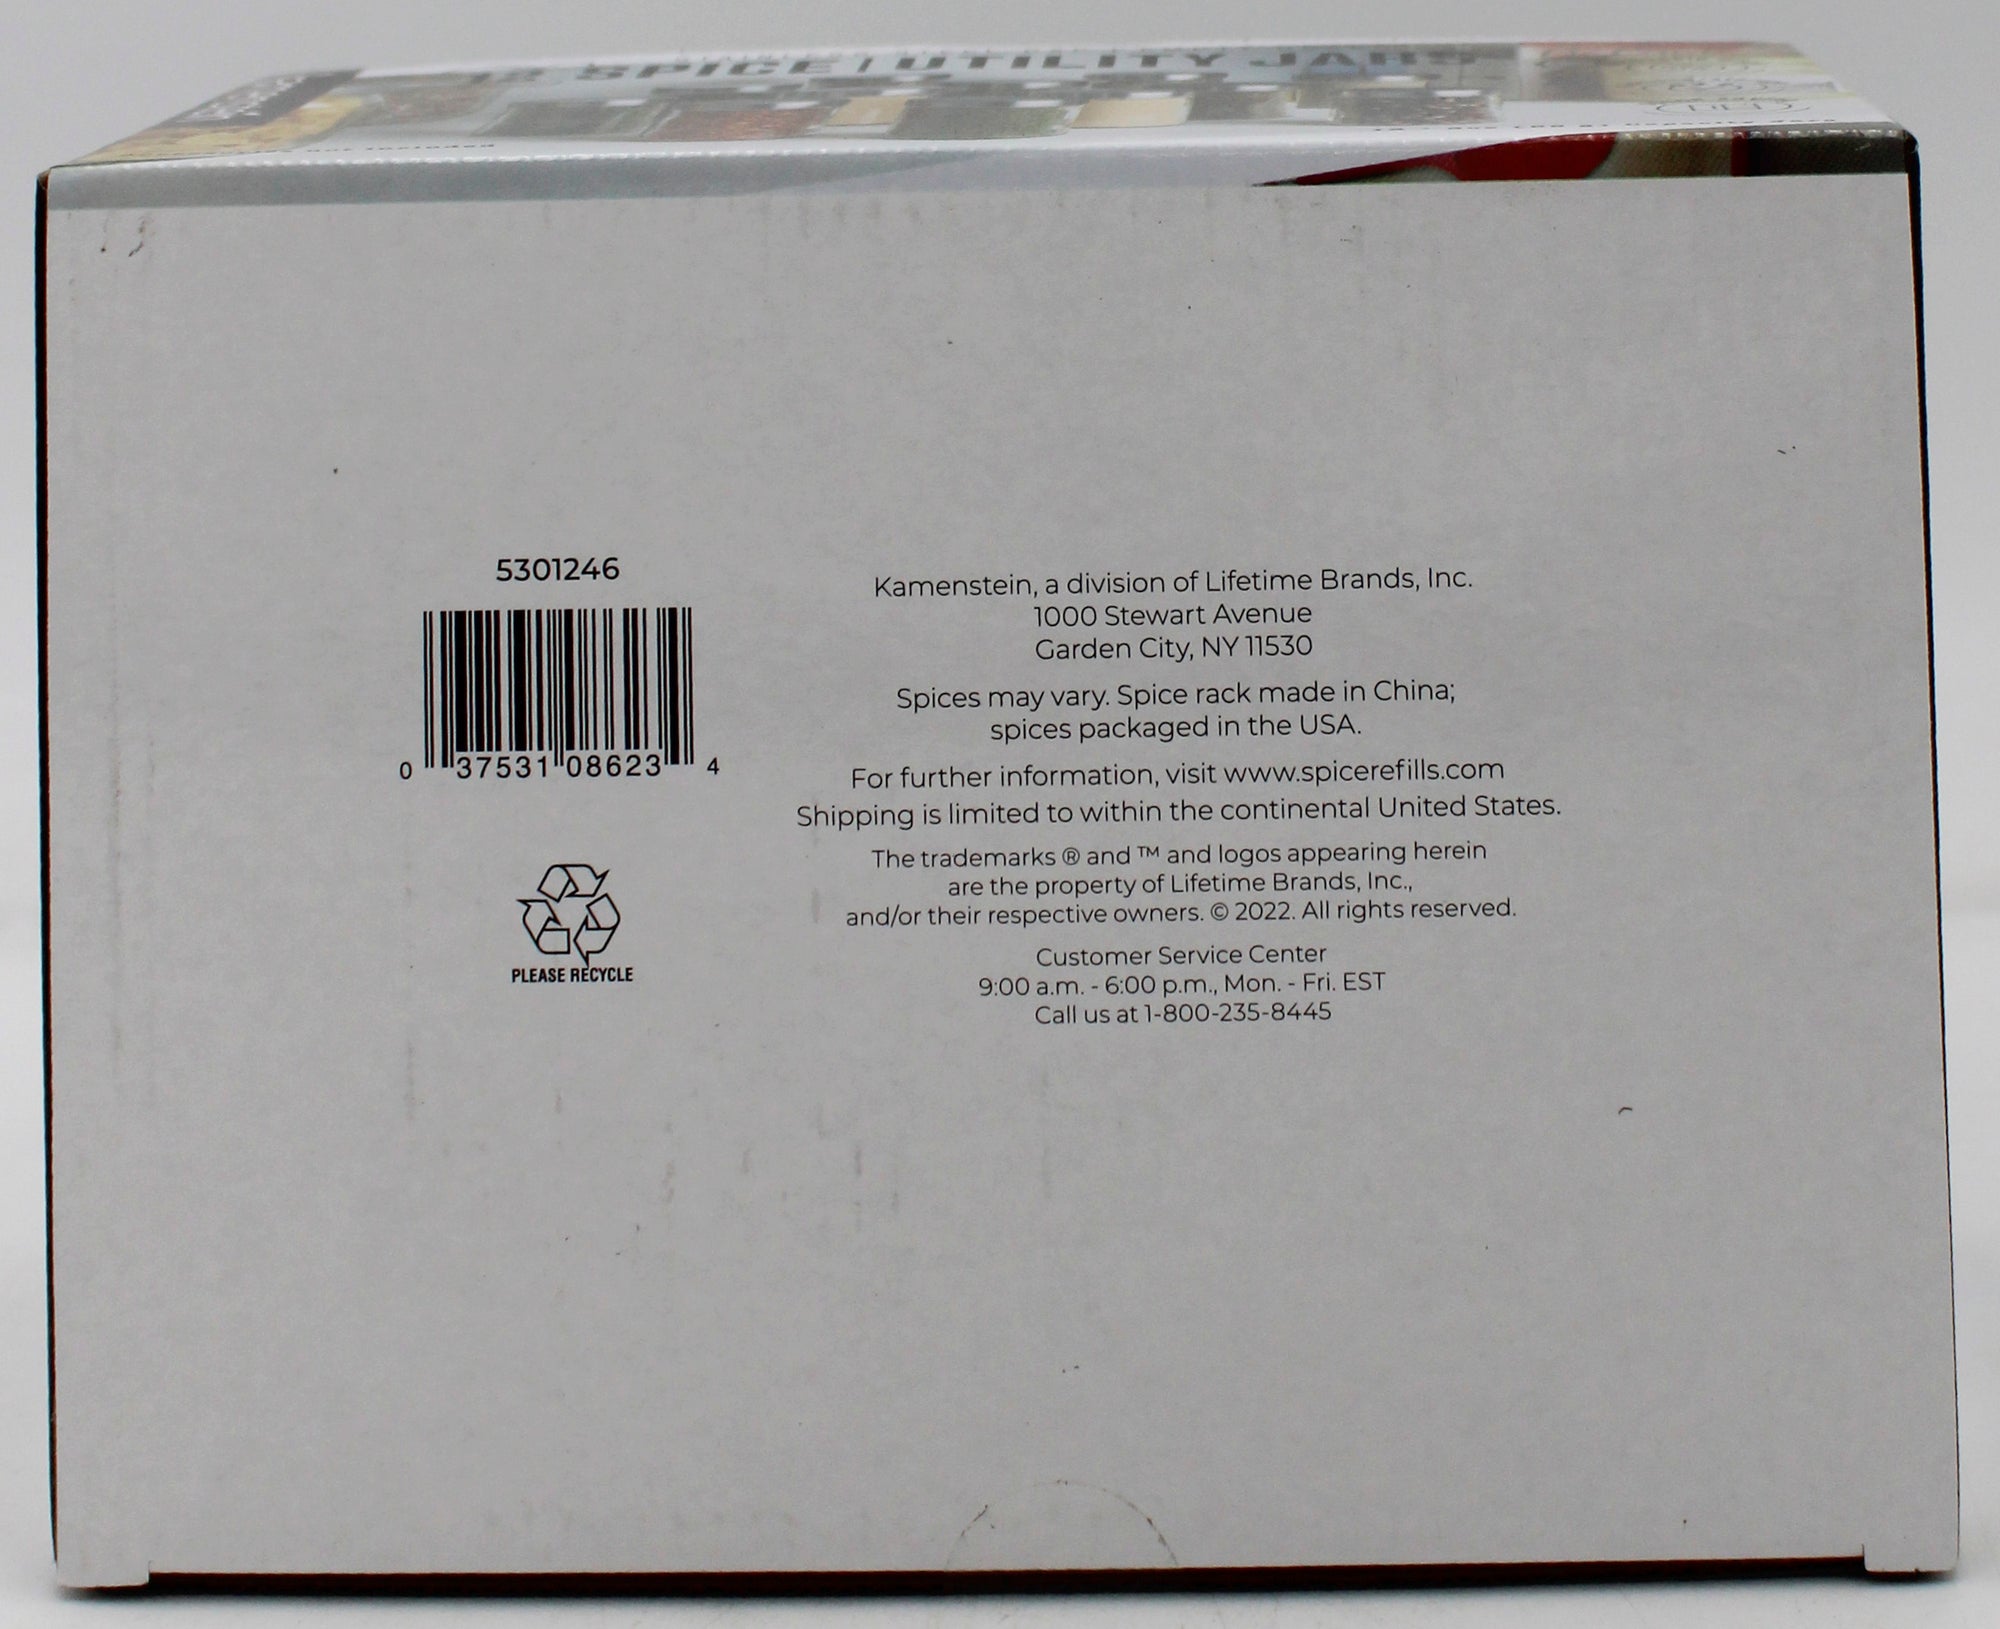 SPICE | UTILITY JARS
5301246
0 37531 08623 4
PLEASE RECYCLE
Kamenstein, a division of Lifetime Brands, Inc.
1000 Stewart Avenue
Garden City, NY 11530
Spices may vary. Spice rack made in China;
spices packaged in the USA.
For further information, visit www.spicerefills.com
Shipping is limited to within the continental United States.
The trademarks ® and ™ and logos appearing herein
are the property of Lifetime Brands, Inc.,
and/or their respective owners. © 2022. All rights reserved.
Customer Service Center
9:00 a.m. - 6:00 p.m., Mon. - Fri. EST
Call us at 1-800-235-8445